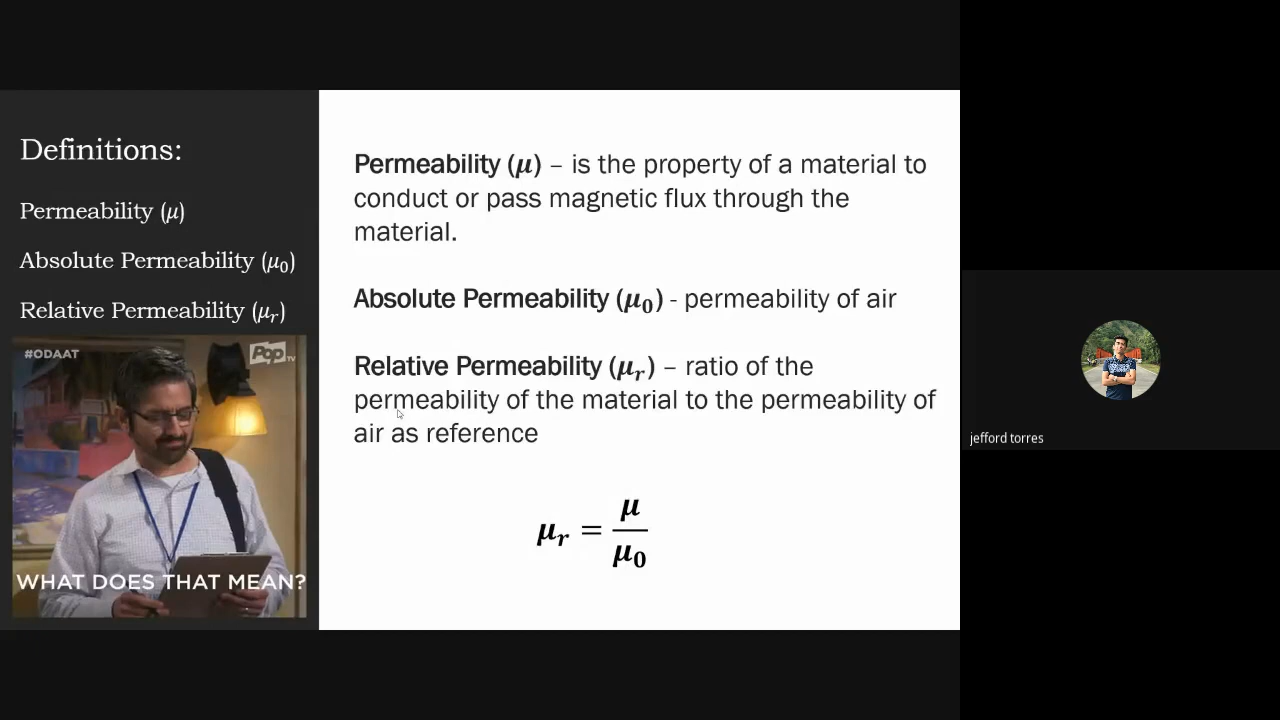 Definitions:
Permeability (μ)
Absolute Permeability (μ₀)
Relative Permeability (μᵣ)
#ODAAT
Pop TV
WHAT DOES THAT MEAN?
Permeability (μ) – is the property of a material to
conduct or pass magnetic flux through the
material.
Absolute Permeability (μ₀) - permeability of air
Relative Permeability (μᵣ) – ratio of the
permeability of the material to the permeability of
air as reference
μᵣ = μ/μ₀
jefford torres